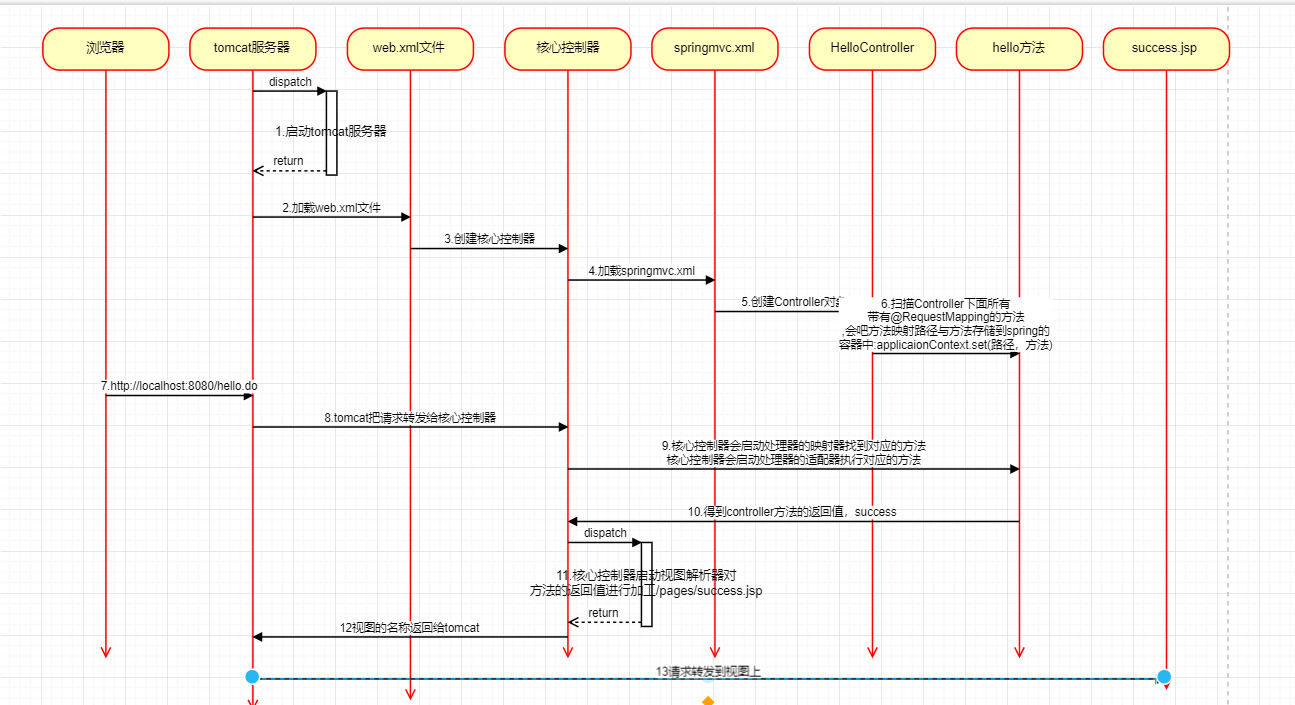 浏览器
tomcat服务器
web.xml文件
核心控制器
springmvc.xml
HelloController
hello方法
success.jsp
dispatch
1.启动tomcat服务器
return
2.加载web.xml文件
3.创建核心控制器
4.加载springmvc.xml
5.创建Controller对
6.扫描Controller下面所有
带有@RequestMapping的方法
,会吧方法映射路径与方法存储到spring的
容器中:applicaionContext.set(路径，方法)
7.http://localhost:8080/hello.do
8.tomcat把请求转发给核心控制器
9.核心控制器会启动处理器的映射器找到对应的方法
核心控制器会启动处理器的适配器执行对应的方法
10.得到controller方法的返回值，success
dispatch
11.核心控制器启动视图解析器对
方法的返回值进行加工/pages/success.jsp
return
12视图的名称返回给tomcat
13请求转发到视图上